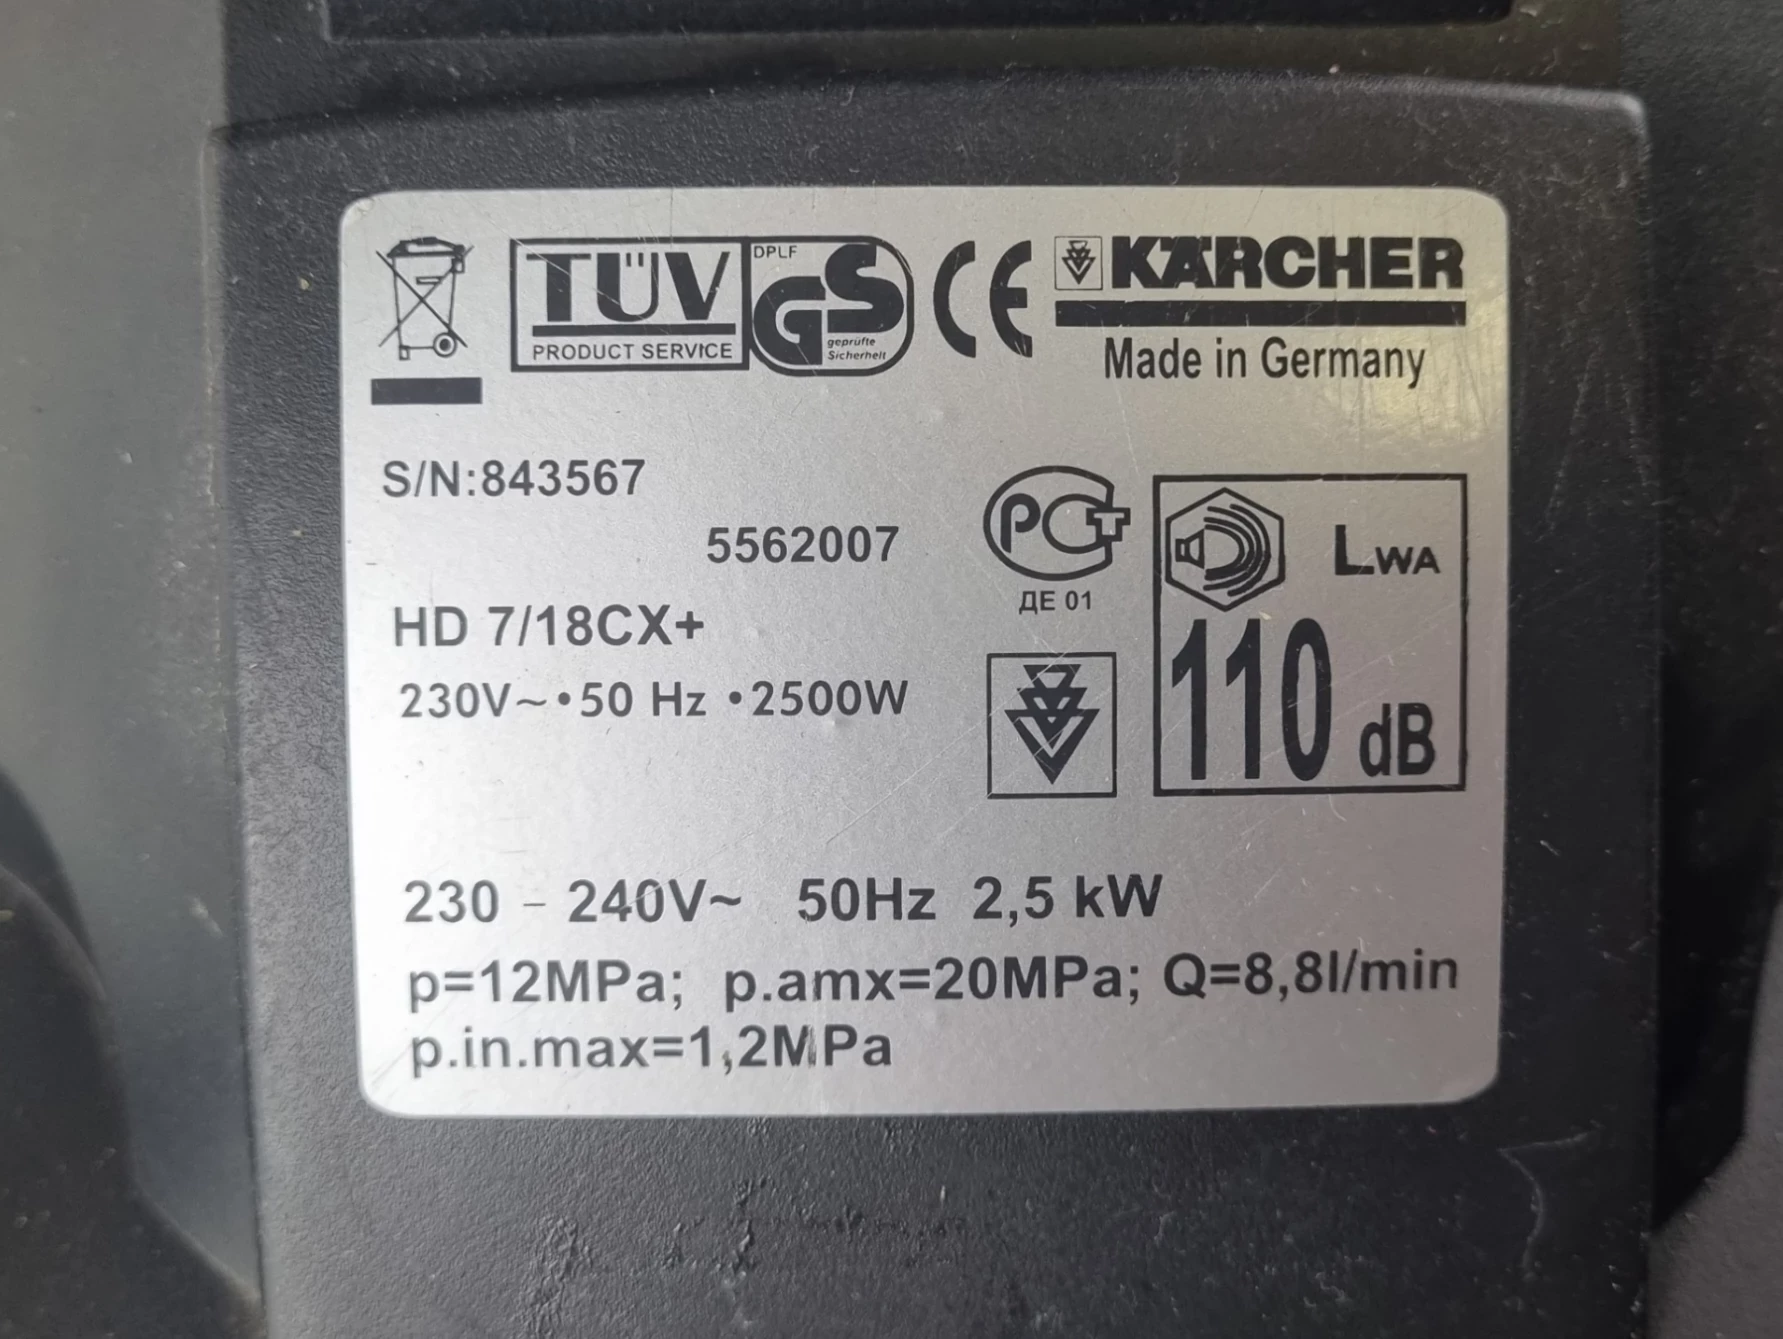 TÜV
PRODUCT SERVICE
DPLF
GS
geprüfte
Sicherheit
CE
KÄRCHER
Made in Germany
S/N:843567
5562007
HD 7/18CX+
230V~•50 Hz •2500W
РСТ
ДЕ 01
LWA
110 dB
230 – 240V~ 50Hz 2,5 kW
p=12MPa; p.amx=20MPa; Q=8,8l/min
p.in.max=1,2MPa